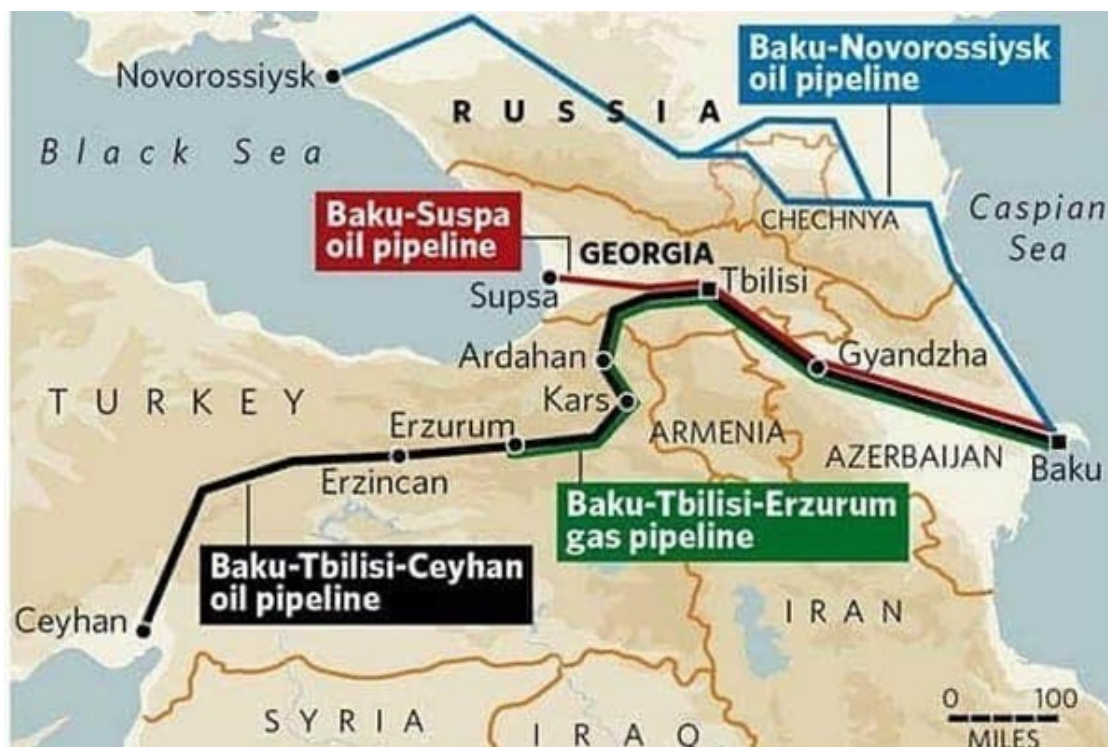 Novorossiysk
Baku-Novorossiysk
oil pipeline
R U S S I A
Black Sea
Baku-Suspa
oil pipeline
CHECHNYA
Caspian
Sea
GEORGIA
Supsa
Tbilisi
Ardahan
Gyandzha
TURKEY
Kars
Erzurum
ARMENIA
AZERBAIJAN
Baku
Erzincan
Baku-Tbilisi-Erzurum
gas pipeline
Baku-Tbilisi-Ceyhan
oil pipeline
Ceyhan
IRAN
SYRIA
IRAQ
0 100
MILES